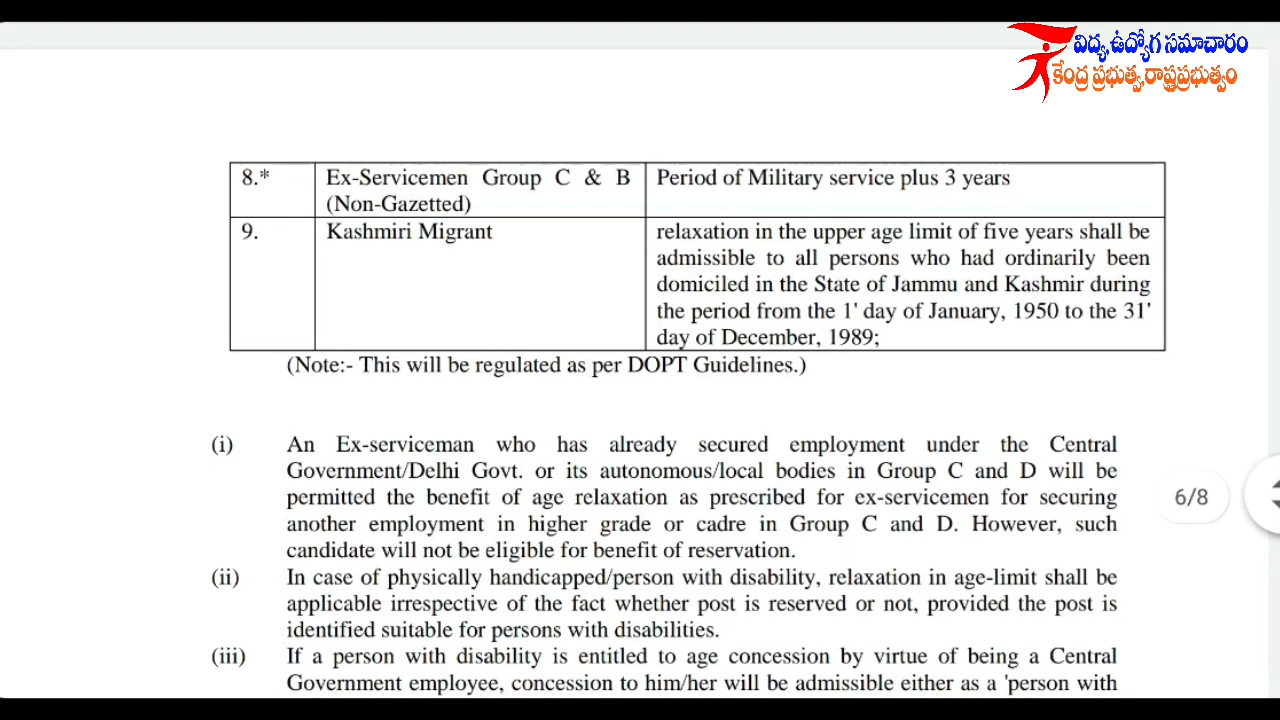 విద్య,ఉద్యోగ సమాచారం
కేంద్ర ప్రభుత్వ,రాష్ట్రప్రభుత్వం
8.* Ex-Servicemen Group C & B Period of Military service plus 3 years
(Non-Gazetted)
9. Kashmiri Migrant relaxation in the upper age limit of five years shall be
admissible to all persons who had ordinarily been
domiciled in the State of Jammu and Kashmir during
the period from the 1' day of January, 1950 to the 31'
day of December, 1989;
(Note:- This will be regulated as per DOPT Guidelines.)
(i) An Ex-serviceman who has already secured employment under the Central
Government/Delhi Govt. or its autonomous/local bodies in Group C and D will be
permitted the benefit of age relaxation as prescribed for ex-servicemen for securing
another employment in higher grade or cadre in Group C and D. However, such
candidate will not be eligible for benefit of reservation.
6/8
(ii) In case of physically handicapped/person with disability, relaxation in age-limit shall be
applicable irrespective of the fact whether post is reserved or not, provided the post is
identified suitable for persons with disabilities.
(iii) If a person with disability is entitled to age concession by virtue of being a Central
Government employee, concession to him/her will be admissible either as a 'person with